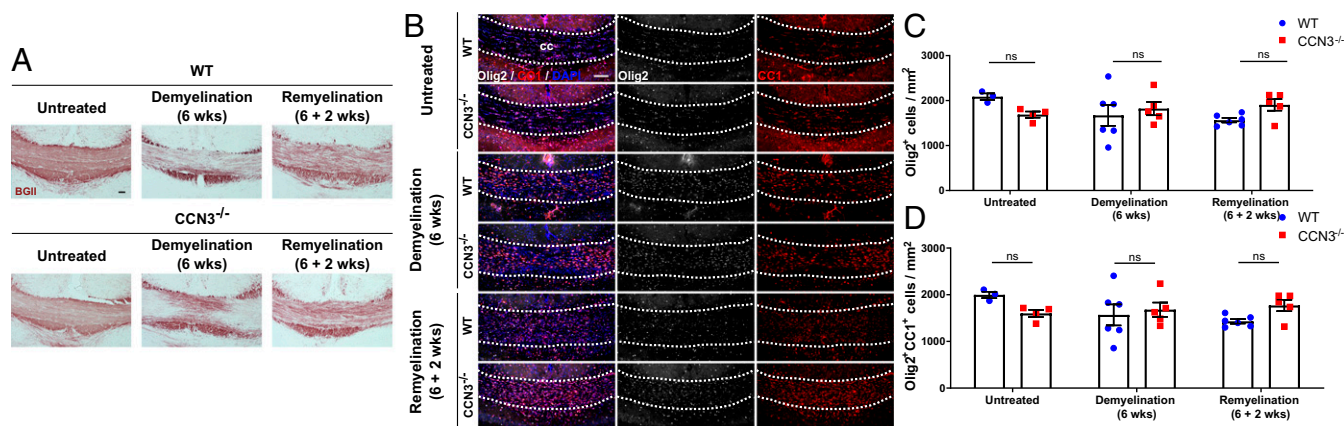 A
WT
Untreated
Demyelination
(6 wks)
Remyelination
(6 + 2 wks)
BGII
CCN3-/-
Untreated
Demyelination
(6 wks)
Remyelination
(6 + 2 wks)
B
Untreated
WT
CC
Olig2 / CC1 / DAPI
Olig2
CC1
CCN3-/-
Demyelination
(6 wks)
WT
CCN3-/-
Remyelination
(6 + 2 wks)
WT
CCN3-/-
C
WT
CCN3-/-
Olig2+ cells / mm2
3000
2000
1000
0
ns
ns
ns
Untreated
Demyelination
(6 wks)
Remyelination
(6 + 2 wks)
D
WT
CCN3-/-
Olig2+CC1+ cells / mm2
3000
2000
1000
0
ns
ns
ns
Untreated
Demyelination
(6 wks)
Remyelination
(6 + 2 wks)